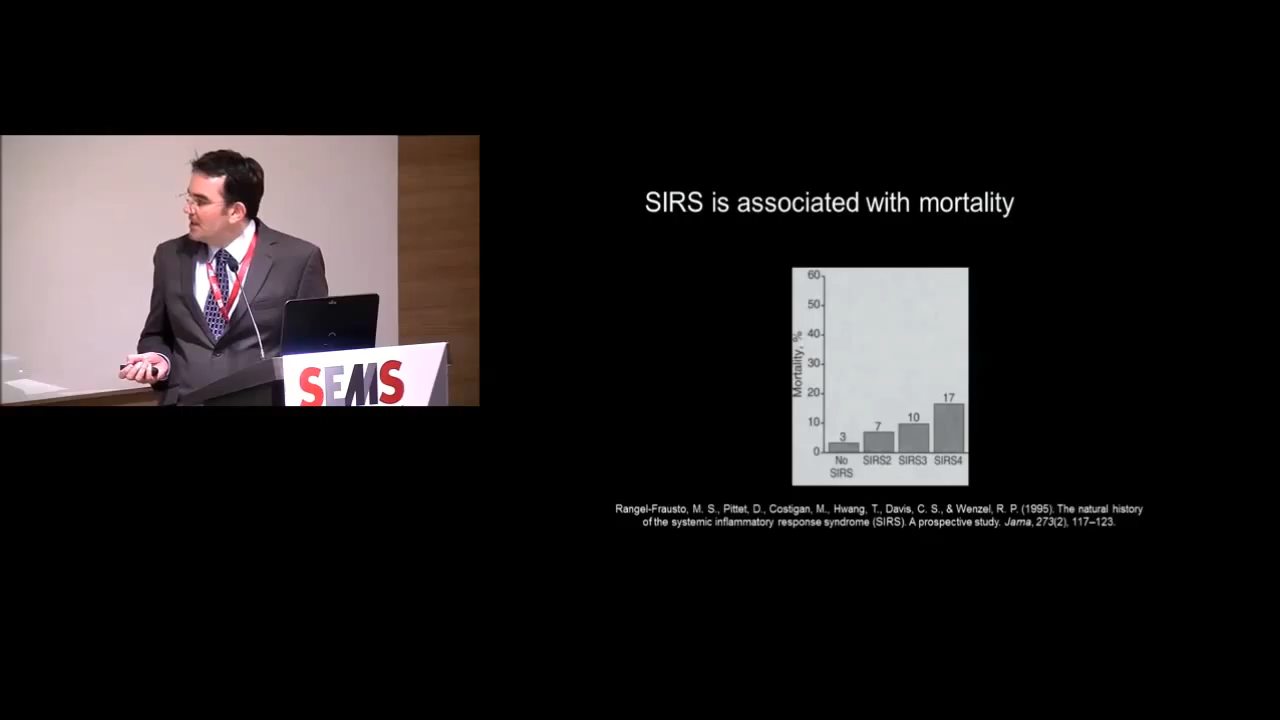 SIRS is associated with mortality
60
50
40
30
20
10
0
Mortality, %
3
7
10
17
No
SIRS
SIRS2
SIRS3
SIRS4
Rangel-Frausto, M. S., Pittet, D., Costigan, M., Hwang, T., Davis, C. S., & Wenzel, R. P. (1995). The natural history
of the systemic inflammatory response syndrome (SIRS). A prospective study. Jama, 273(2), 117–123.
SEMS